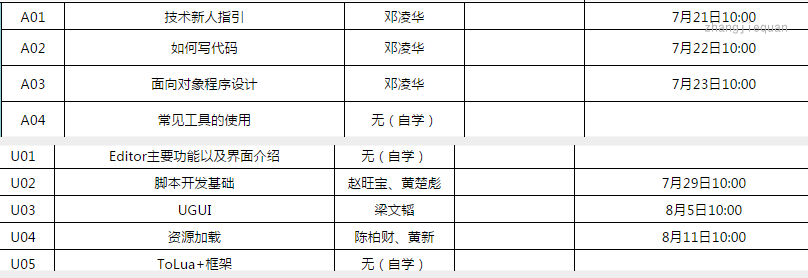 A01 技术新人指引 邓凌华 7月21日10:00
zhangjiequan
A02 如何写代码 邓凌华 7月22日10:00
A03 面向对象程序设计 邓凌华 7月23日10:00
A04 常见工具的使用 无（自学）
U01 Editor主要功能以及界面介绍 无（自学）
U02 脚本开发基础 赵旺宝、黄楚彪 7月29日10:00
U03 UGUI 梁文韬 8月5日10:00
U04 资源加载 陈柏财、黄新 8月11日10:00
U05 ToLua+框架 无（自学）